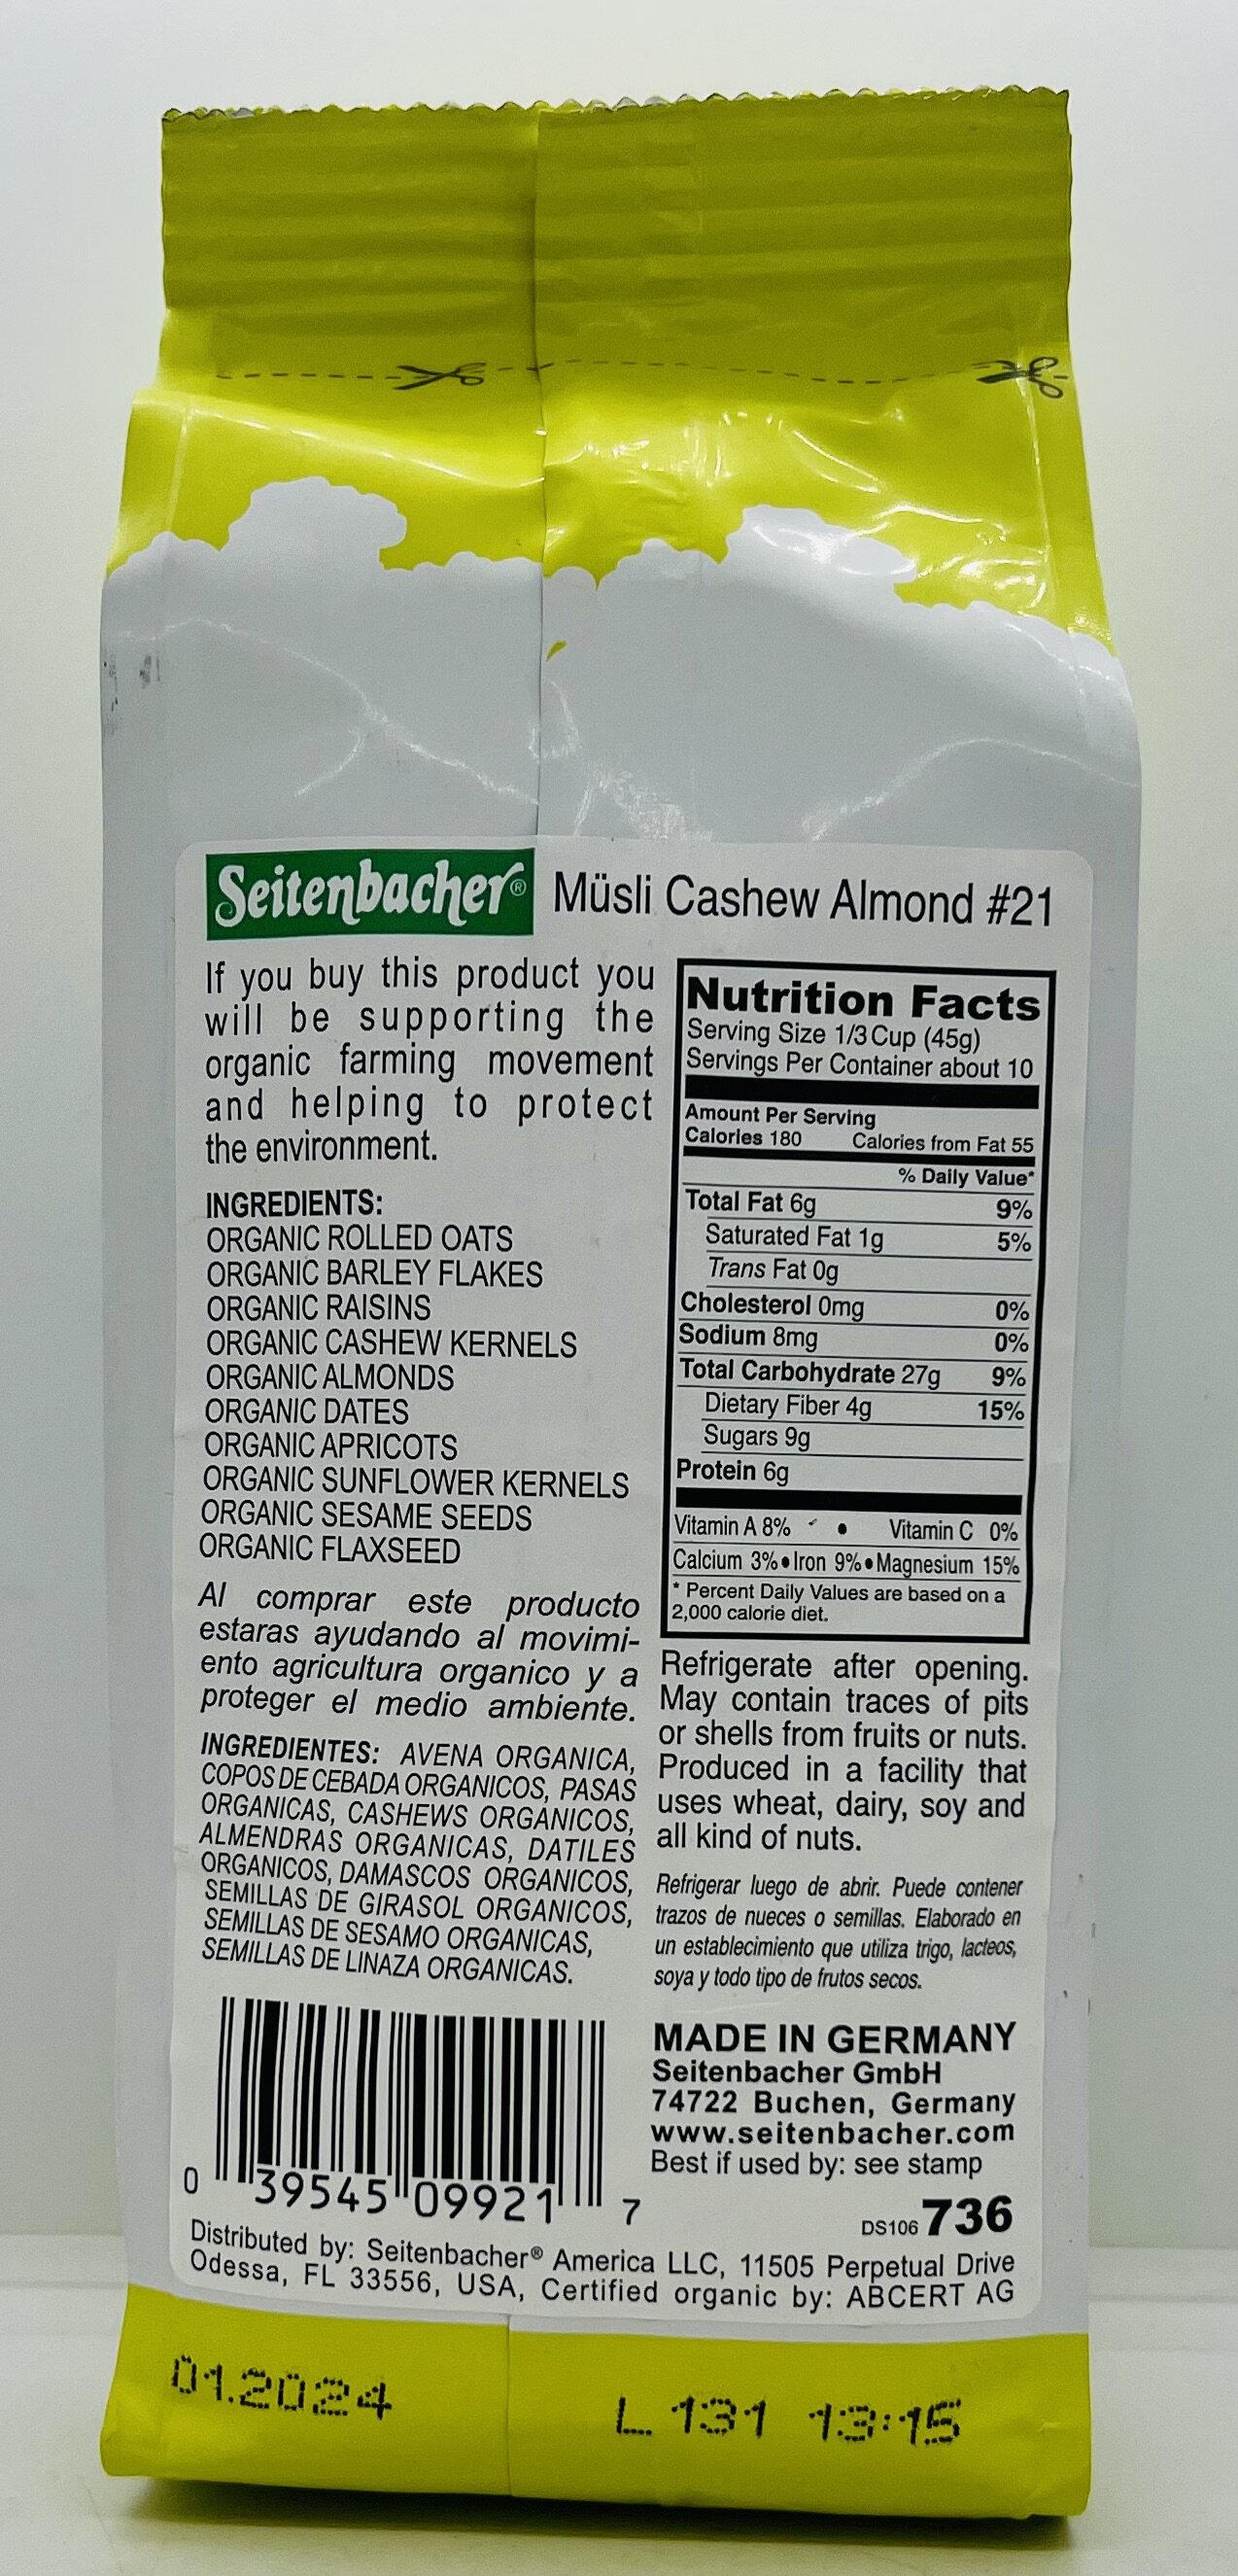 Seitenbacher® Müsli Cashew Almond #21
If you buy this product you
will be supporting the
organic farming movement
and helping to protect
the environment.
INGREDIENTS:
ORGANIC ROLLED OATS
ORGANIC BARLEY FLAKES
ORGANIC RAISINS
ORGANIC CASHEW KERNELS
ORGANIC ALMONDS
ORGANIC DATES
ORGANIC APRICOTS
ORGANIC SUNFLOWER KERNELS
ORGANIC SESAME SEEDS
ORGANIC FLAXSEED
Al comprar este producto
estaras ayudando al movimi-
ento agricultura organico y a
proteger el medio ambiente.
INGREDIENTES: AVENA ORGANICA,
COPOS DE CEBADA ORGANICOS, PASAS
ORGANICAS, CASHEWS ORGANICOS,
ALMENDRAS ORGANICAS, DATILES
ORGANICOS, DAMASCOS ORGANICOS,
SEMILLAS DE GIRASOL ORGANICOS,
SEMILLAS DE SESAMO ORGANICAS,
SEMILLAS DE LINAZA ORGANICAS.
Nutrition Facts
Serving Size 1/3 Cup (45g)
Servings Per Container about 10
Amount Per Serving
Calories 180 Calories from Fat 55
% Daily Value*
Total Fat 6g 9%
Saturated Fat 1g 5%
Trans Fat 0g
Cholesterol 0mg 0%
Sodium 8mg 0%
Total Carbohydrate 27g 9%
Dietary Fiber 4g 15%
Sugars 9g
Protein 6g
Vitamin A 8% • Vitamin C 0%
Calcium 3% • Iron 9% • Magnesium 15%
* Percent Daily Values are based on a
2,000 calorie diet.
Refrigerate after opening.
May contain traces of pits
or shells from fruits or nuts.
Produced in a facility that
uses wheat, dairy, soy and
all kind of nuts.
Refrigerar luego de abrir. Puede contener
trazos de nueces o semillas. Elaborado en
un establecimiento que utiliza trigo, lacteos,
soya y todo tipo de frutos secos.
MADE IN GERMANY
Seitenbacher GmbH
74722 Buchen, Germany
www.seitenbacher.com
Best if used by: see stamp
DS106 736
0 39545 09921 7
Distributed by: Seitenbacher® America LLC, 11505 Perpetual Drive
Odessa, FL 33556, USA, Certified organic by: ABCERT AG
01.2024
L 131 13:15